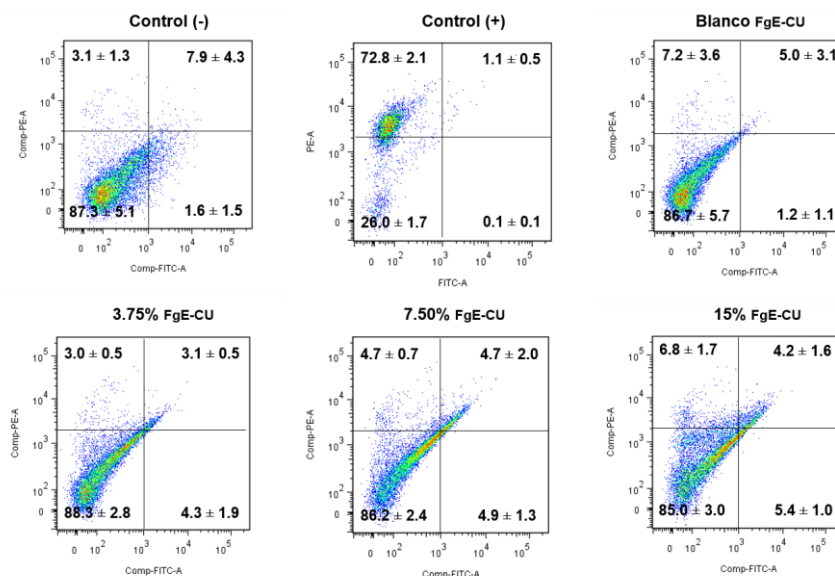 Control (-)
Control (+)
Blanco FgE-CU
3.1 ± 1.3
7.9 ± 4.3
87.3 ± 5.1
1.6 ± 1.5
Comp-PE-A
10^5
10^4
10^3
10^2
0
0 10^2 10^3 10^4 10^5
Comp-FITC-A
72.8 ± 2.1
1.1 ± 0.5
26.0 ± 1.7
0.1 ± 0.1
PE-A
10^5
10^4
10^3
10^2
0
0 10^2 10^3 10^4 10^5
FITC-A
7.2 ± 3.6
5.0 ± 3.1
86.7 ± 5.7
1.2 ± 1.1
Comp-PE-A
10^5
10^4
10^3
10^2
0
0 10^2 10^3 10^4 10^5
Comp-FITC-A
3.75% FgE-CU
7.50% FgE-CU
15% FgE-CU
3.0 ± 0.5
3.1 ± 0.5
88.3 ± 2.8
4.3 ± 1.9
Comp-PE-A
10^5
10^4
10^3
10^2
0
0 10^2 10^3 10^4 10^5
Comp-FITC-A
4.7 ± 0.7
4.7 ± 2.0
86.2 ± 2.4
4.9 ± 1.3
Comp-PE-A
10^5
10^4
10^3
10^2
0
0 10^2 10^3 10^4 10^5
Comp-FITC-A
6.8 ± 1.7
4.2 ± 1.6
85.0 ± 3.0
5.4 ± 1.0
Comp-PE-A
10^5
10^4
10^3
10^2
0
0 10^2 10^3 10^4 10^5
Comp-FITC-A